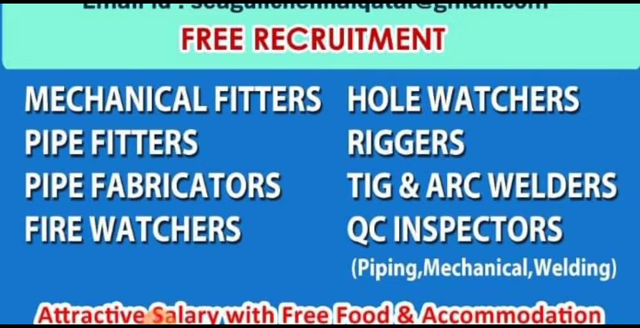 FREE RECRUITMENT
MECHANICAL FITTERS
PIPE FITTERS
PIPE FABRICATORS
FIRE WATCHERS
HOLE WATCHERS
RIGGERS
TIG & ARC WELDERS
QC INSPECTORS
(Piping,Mechanical,Welding)
Attractive Salary with Free Food & Accommodation